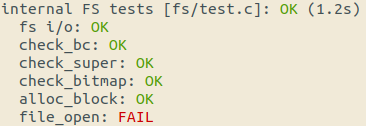 internal FS tests [fs/test.c]: OK (1.2s)
fs i/o: OK
check_bc: OK
check_super: OK
check_bitmap: OK
alloc_block: OK
file_open: FAIL